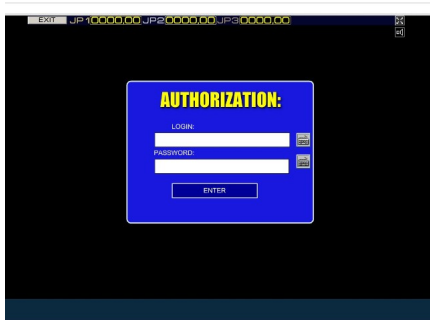 EXIT JP1 0000,00 JP2 0000,00 JP3 0000,00
AUTHORIZATION:
LOGIN:
PASSWORD:
ENTER